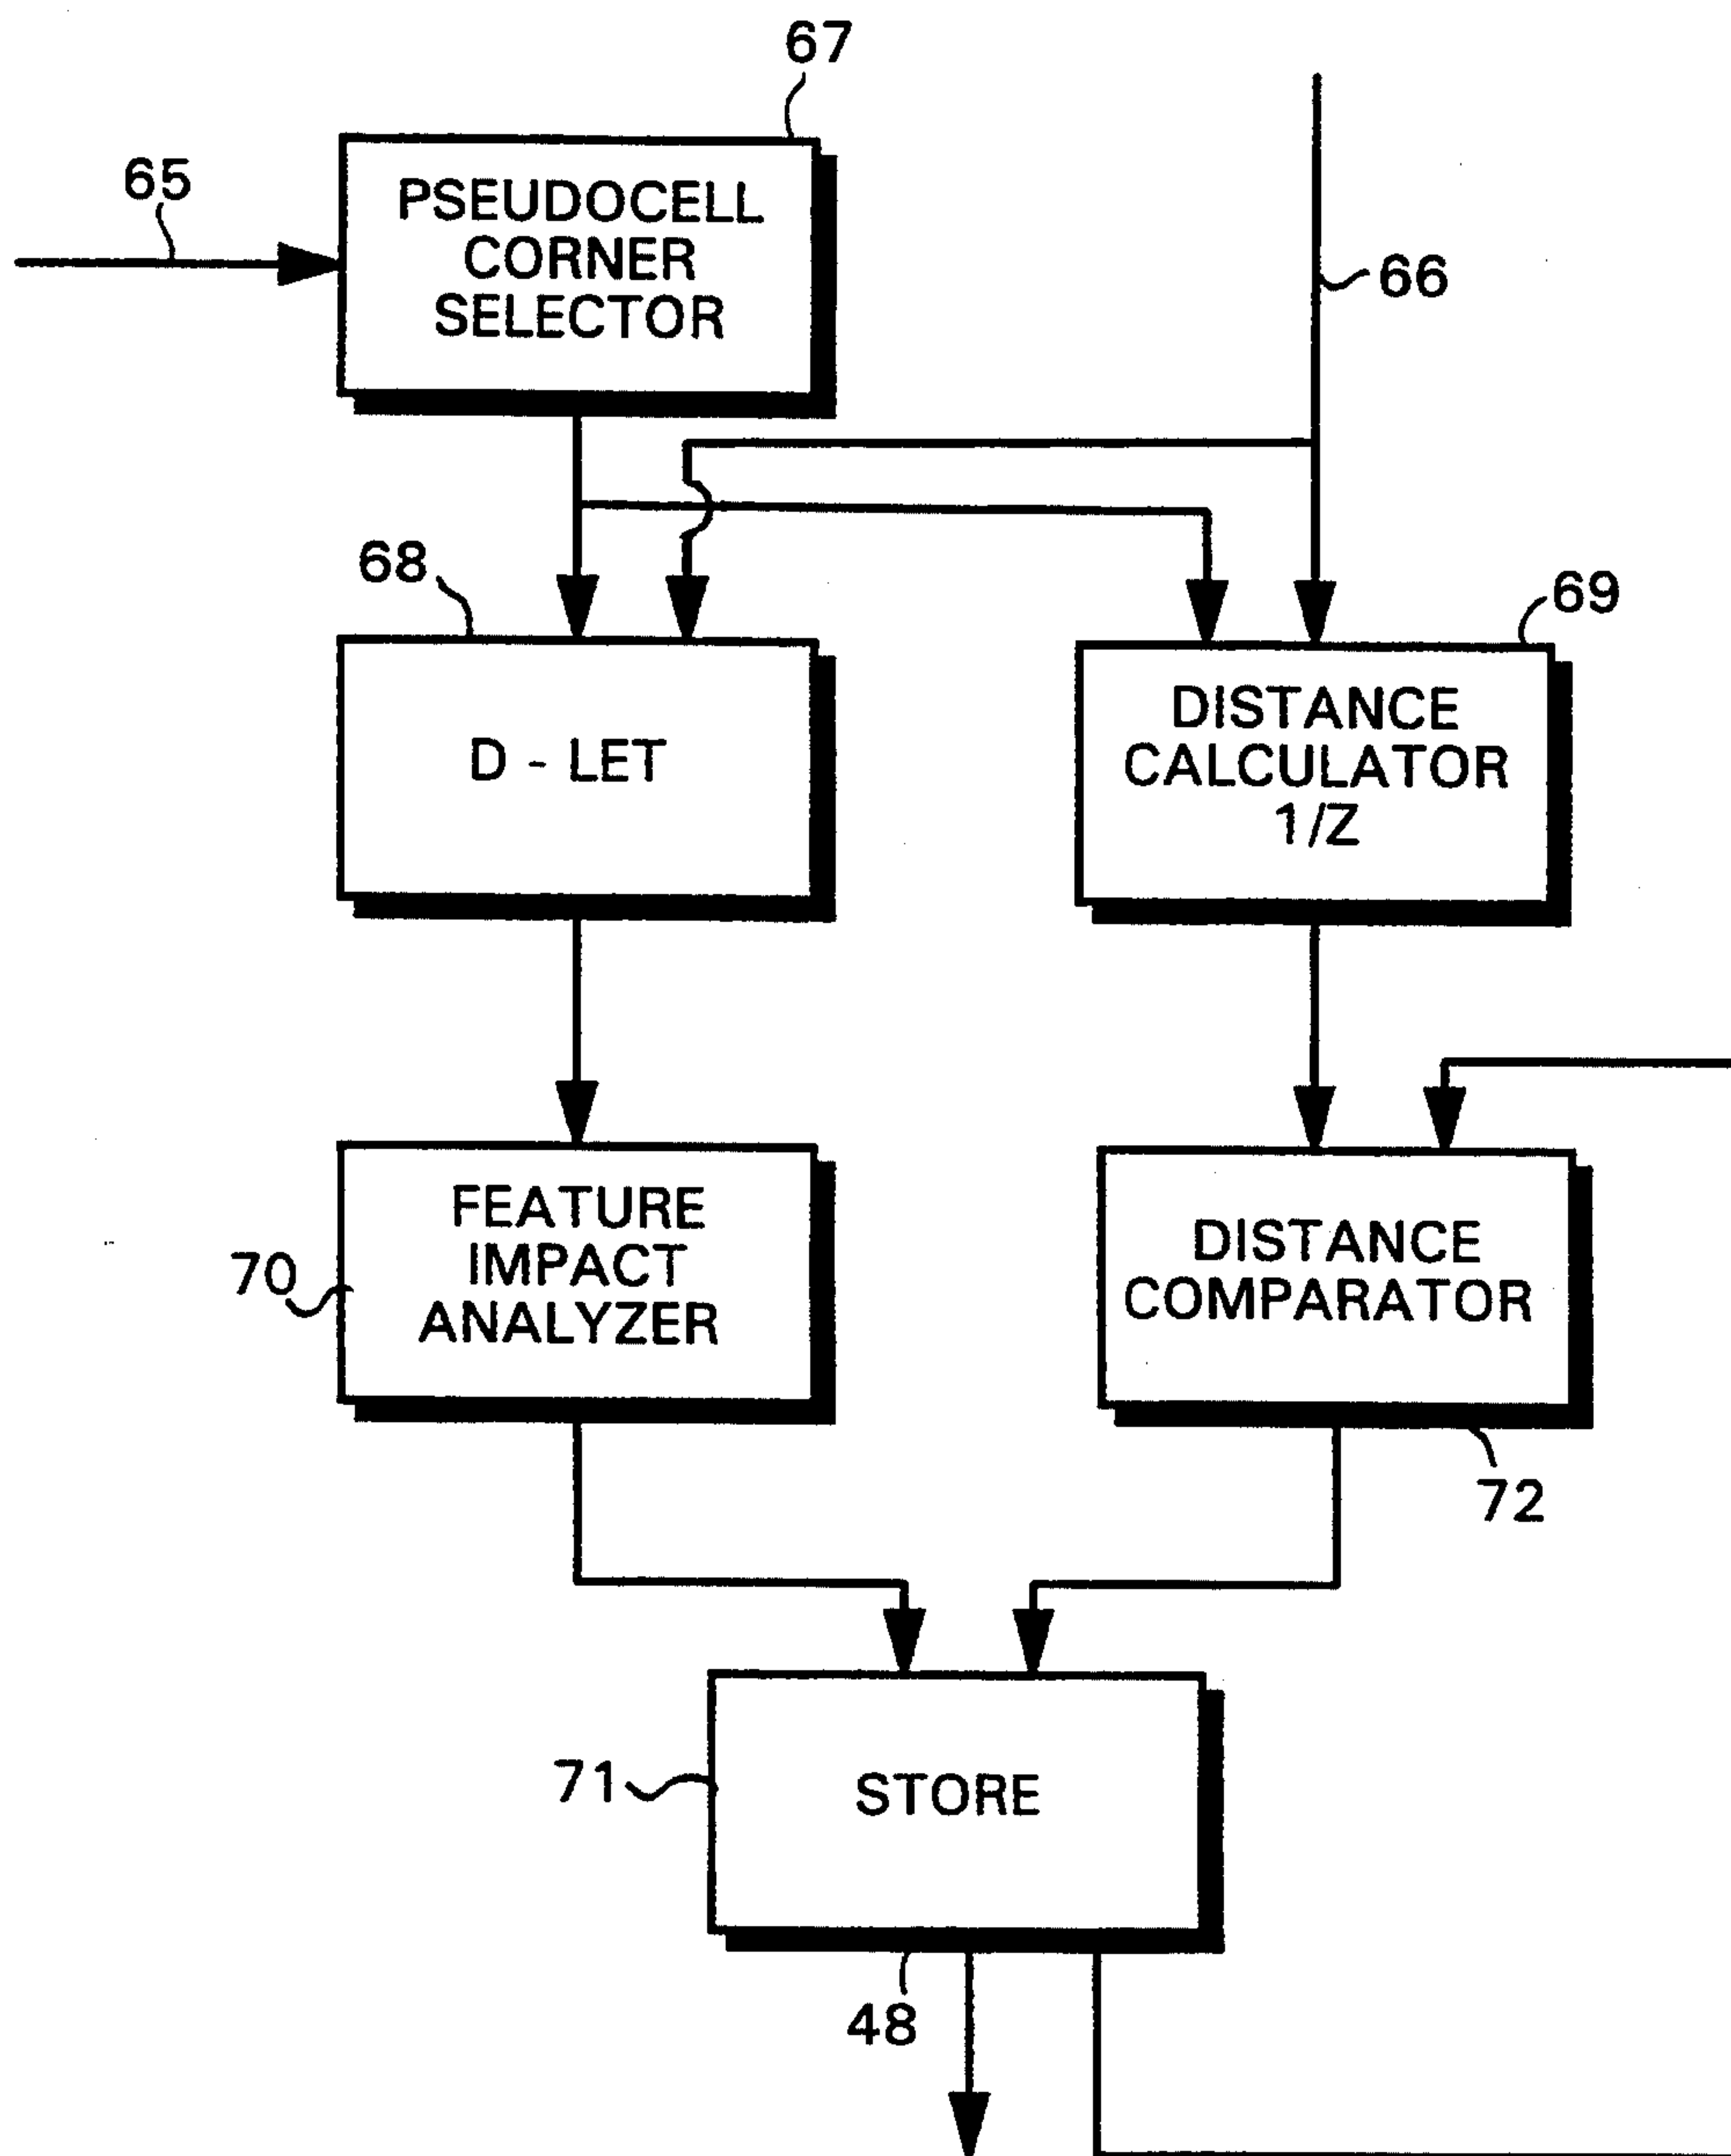 67
65
PSEUDOCELL
CORNER
SELECTOR
66
68
69
D - LET
DISTANCE
CALCULATOR
1/Z
70
FEATURE
IMPACT
ANALYZER
DISTANCE
COMPARATOR
72
71
STORE
48